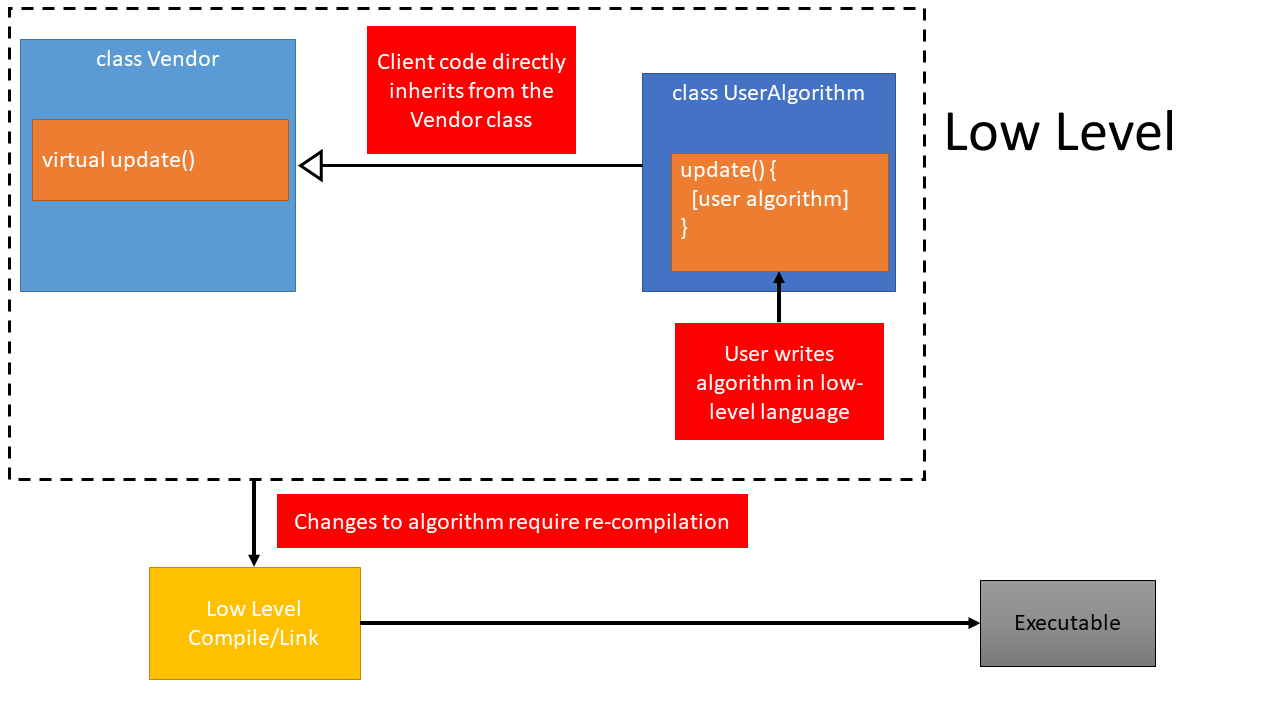 class Vendor
virtual update()
Client code directly
inherits from the
Vendor class
class UserAlgorithm
update() {
[user algorithm]
}
User writes
algorithm in low-
level language
Low Level
Changes to algorithm require re-compilation
Low Level
Compile/Link
Executable